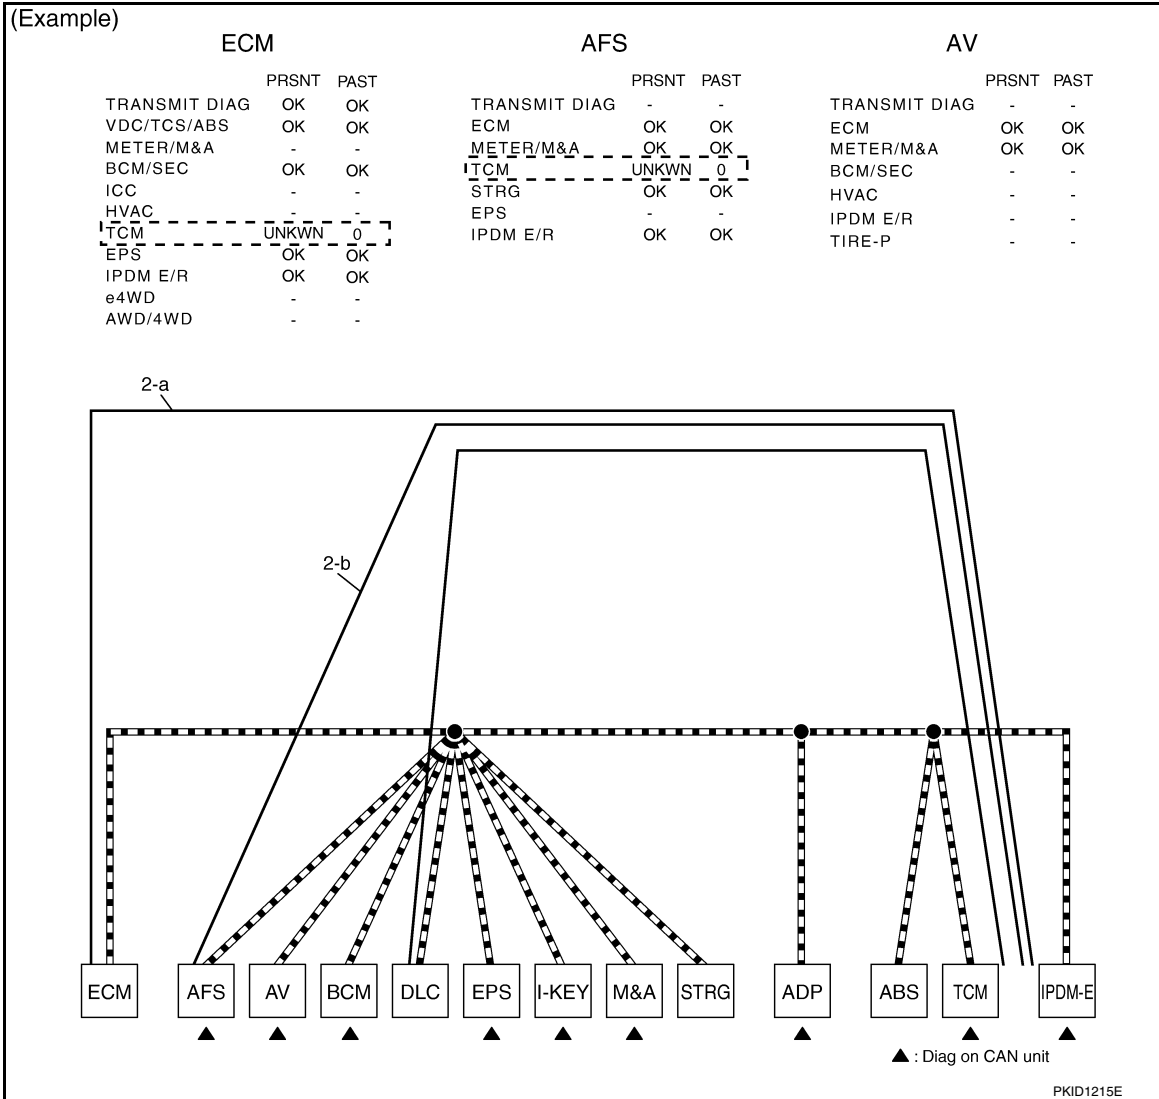 (Example)
ECM
PRSNT PAST
TRANSMIT DIAG OK OK
VDC/TCS/ABS OK OK
METER/M&A - -
BCM/SEC OK OK
ICC - -
HVAC - -
TCM UNKWN 0
EPS OK OK
IPDM E/R OK OK
e4WD - -
AWD/4WD - -
AFS
PRSNT PAST
TRANSMIT DIAG - -
ECM OK OK
METER/M&A OK OK
TCM UNKWN 0
STRG OK OK
EPS - -
IPDM E/R OK OK
AV
PRSNT PAST
TRANSMIT DIAG - -
ECM OK OK
METER/M&A OK OK
BCM/SEC - -
HVAC - -
IPDM E/R - -
TIRE-P - -
2-a
2-b
ECM AFS AV BCM DLC EPS I-KEY M&A STRG ADP ABS TCM IPDM-E
▲ : Diag on CAN unit
PKID1215E